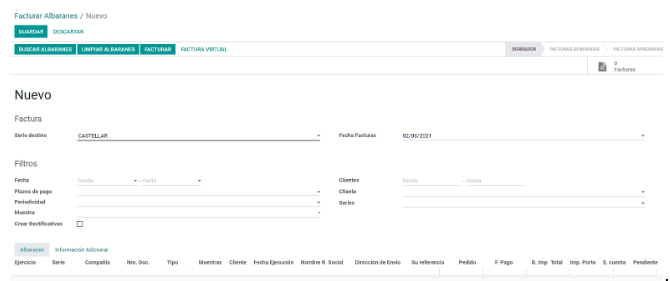 Facturar Albaranes / Nuevo
GUARDAR DESCARTAR
BUSCAR ALBARANES LIMPIAR ALBARANES FACTURAR FACTURA VIRTUAL BORRADOR FACTURAS GENERADAS FACTURAS APROBADAS
0
Facturas
Nuevo
Factura
Serie destino CASTELLAR Fecha Facturas 02/06/2021
Filtros
Fecha Desde - Hasta Clientes Desde - Hasta
Plazos de pago Cliente
Periodicidad Series
Muestra
Crear Rectificativas
Albaranes Información Adicional
Ejercicio Serie Compañía Nro. Doc. Tipo Muestras Cliente Fecha Ejecución Nombre R. Social Dirección de Envío Su referencia Pedido F. Pago B. Imp Total Imp. Porte E. cuenta Pendiente